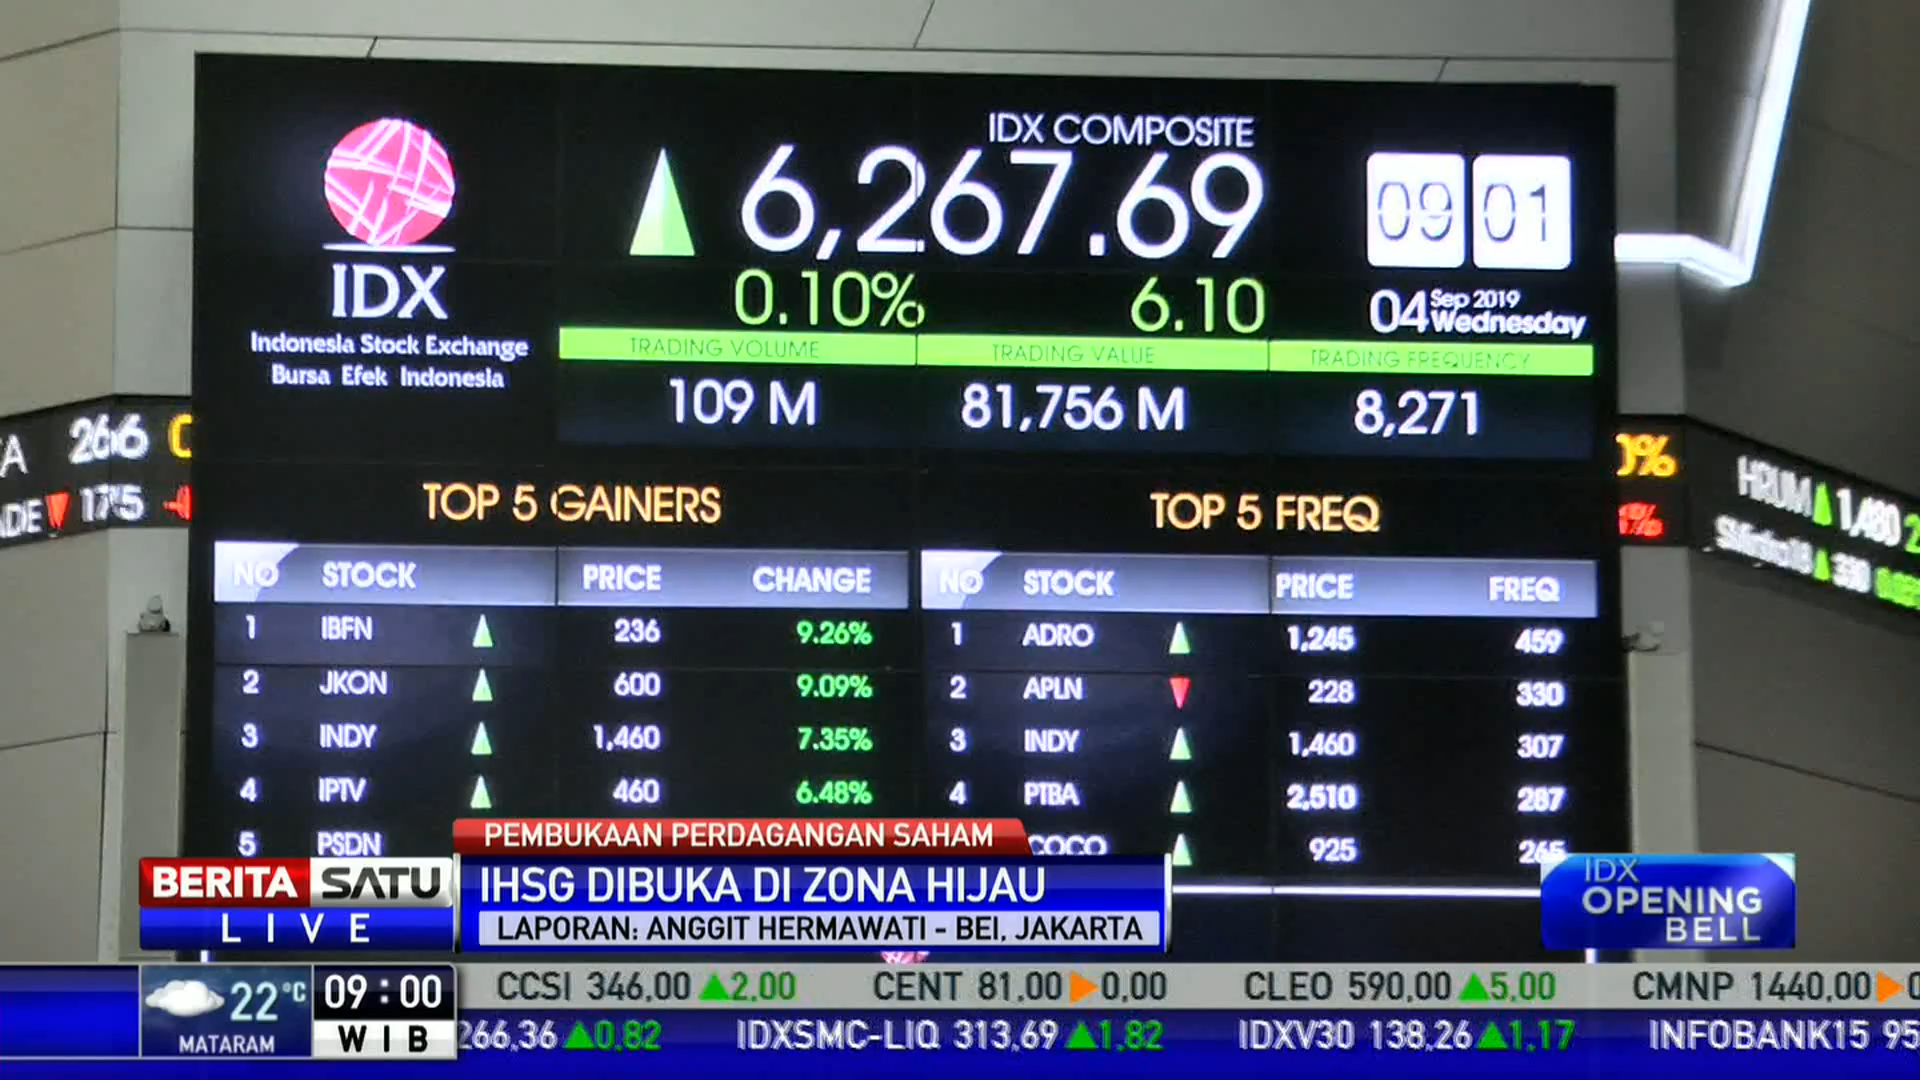 IDX COMPOSITE
6,267.69
0.10% 6.10
09 01
04 Sep 2019
Wednesday
IDX
Indonesia Stock Exchange
Bursa Efek Indonesia
TRADING VOLUME TRADING VALUE TRADING FREQUENCY
109 M 81,756 M 8,271
266
175
0%
HRUM 1,480
TOP 5 GAINERS
NO STOCK PRICE CHANGE
1 IBFN 236 9.26%
2 JKON 600 9.09%
3 INDY 1,460 7.35%
4 IPTV 460 6.48%
5 PSDN
TOP 5 FREQ
NO STOCK PRICE FREQ
1 ADRO 1,245 459
2 APLN 228 330
3 INDY 1,460 307
4 PTBA 2,510 287
COCO 925 265
PEMBUKAAN PERDAGANGAN SAHAM
BERITA SATU
LIVE
IHSG DIBUKA DI ZONA HIJAU
LAPORAN: ANGGIT HERMAWATI - BEI, JAKARTA
IDX
OPENING
BELL
22°C
MATARAM
09:00
WIB
CCSI 346,00 2,00 CENT 81,00 0,00 CLEO 590,00 5,00 CMNP 1440,00
266,36 0,82 IDXSMC-LIQ 313,69 1,82 IDXV30 138,26 1,17 INFOBANK15 95